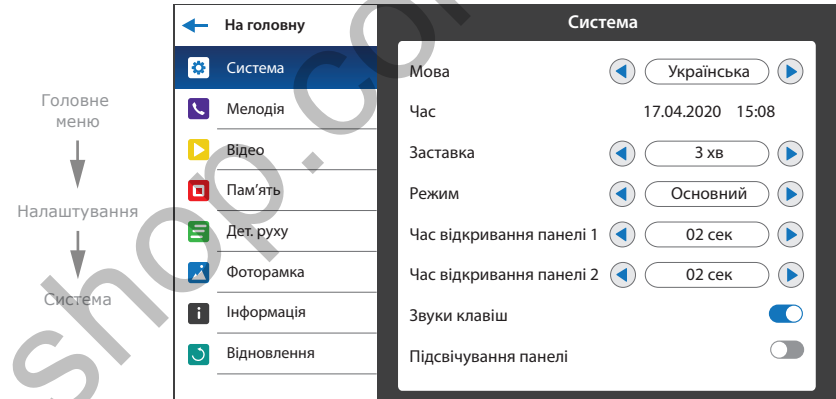 Головне
меню
Налаштування
Система
На головну
Система
Мелодія
Відео
Пам'ять
Дет. руху
Фоторамка
Інформація
Відновлення
Система
Мова Українська
Час 17.04.2020 15:08
Заставка 3 хв
Режим Основний
Час відкривання панелі 1 02 сек
Час відкривання панелі 2 02 сек
Звуки клавіш
Підсвічування панелі
shop.co